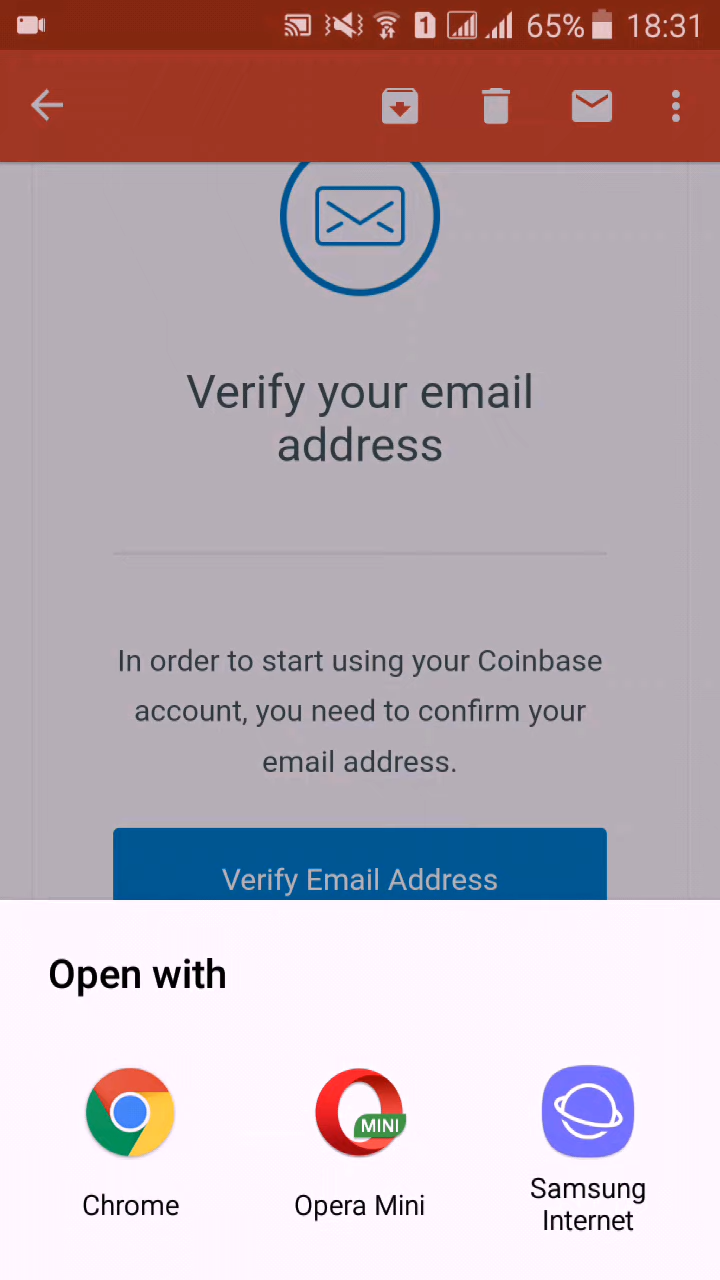 1 65% 18:31
Verify your email
address
In order to start using your Coinbase
account, you need to confirm your
email address.
Verify Email Address
Open with
MINI
Chrome Opera Mini Samsung
Internet